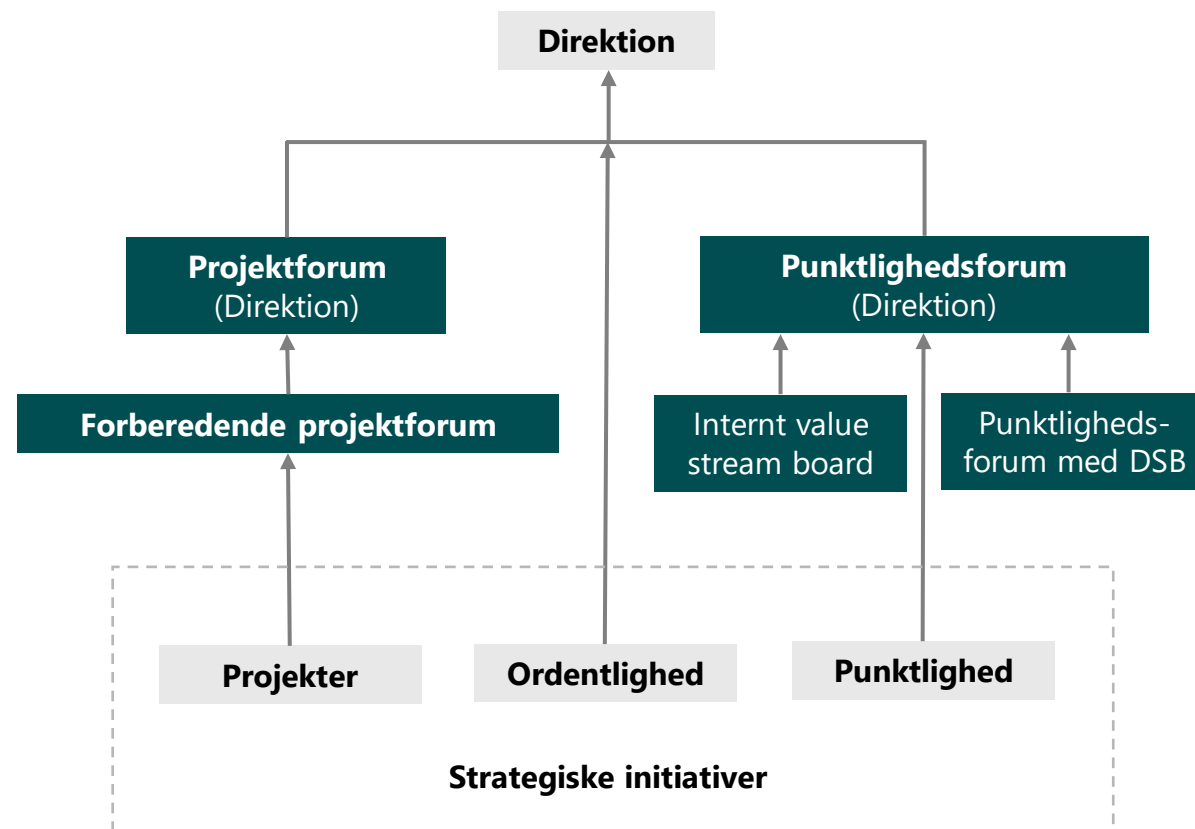 Direktion
Projektforum
(Direktion)
Punktlighedsforum
(Direktion)
Forberedende projektforum
Internt value
stream board
Punktligheds-
forum med DSB
Projekter
Ordentlighed
Punktlighed
Strategiske initiativer